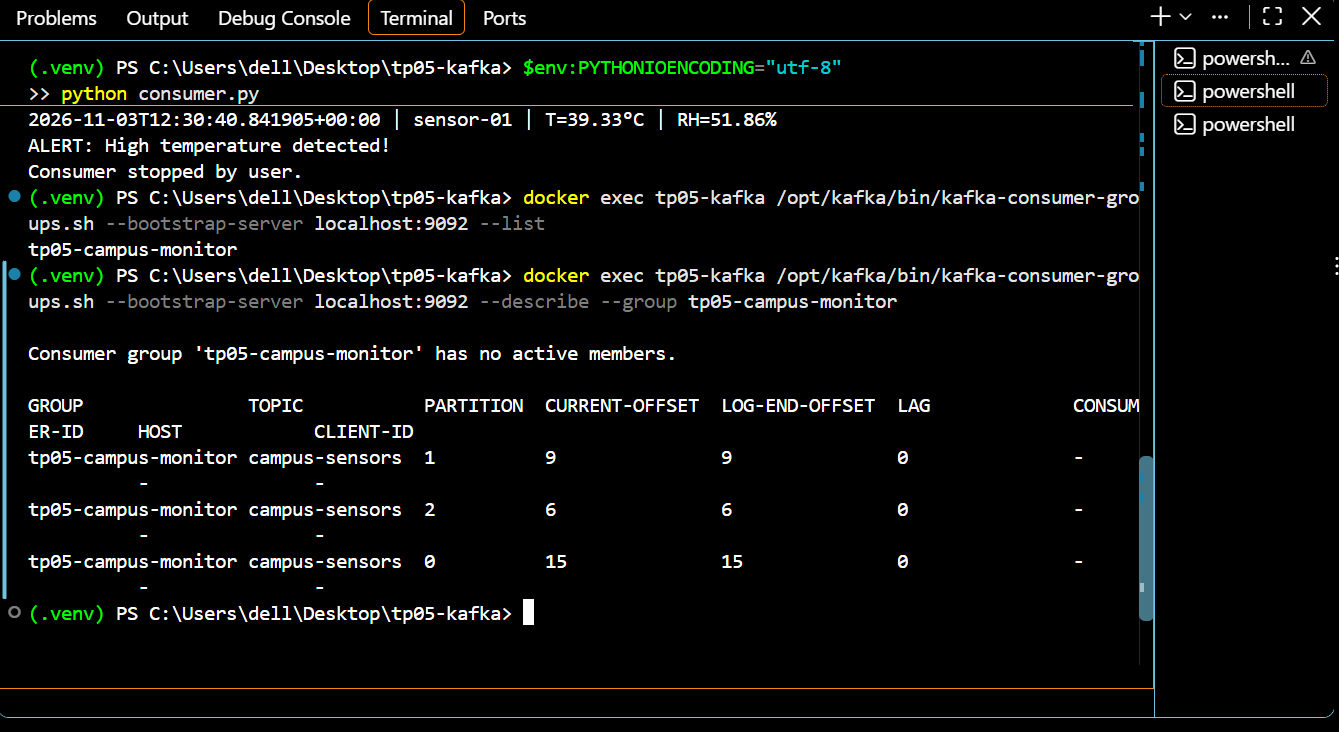 Problems Output Debug Console Terminal Ports
powersh...
powershell
powershell
(.venv) PS C:\Users\dell\Desktop\tp05-kafka> $env:PYTHONIOENCODING="utf-8"
>> python consumer.py
2026-11-03T12:30:40.841905+00:00 | sensor-01 | T=39.33°C | RH=51.86%
ALERT: High temperature detected!
Consumer stopped by user.
(.venv) PS C:\Users\dell\Desktop\tp05-kafka> docker exec tp05-kafka /opt/kafka/bin/kafka-consumer-gro
ups.sh --bootstrap-server localhost:9092 --list
tp05-campus-monitor
(.venv) PS C:\Users\dell\Desktop\tp05-kafka> docker exec tp05-kafka /opt/kafka/bin/kafka-consumer-gro
ups.sh --bootstrap-server localhost:9092 --describe --group tp05-campus-monitor
Consumer group 'tp05-campus-monitor' has no active members.
GROUP TOPIC PARTITION CURRENT-OFFSET LOG-END-OFFSET LAG CONSUM
ER-ID HOST CLIENT-ID
tp05-campus-monitor campus-sensors 1 9 9 0 -
- -
tp05-campus-monitor campus-sensors 2 6 6 0 -
- -
tp05-campus-monitor campus-sensors 0 15 15 0 -
- -
(.venv) PS C:\Users\dell\Desktop\tp05-kafka>